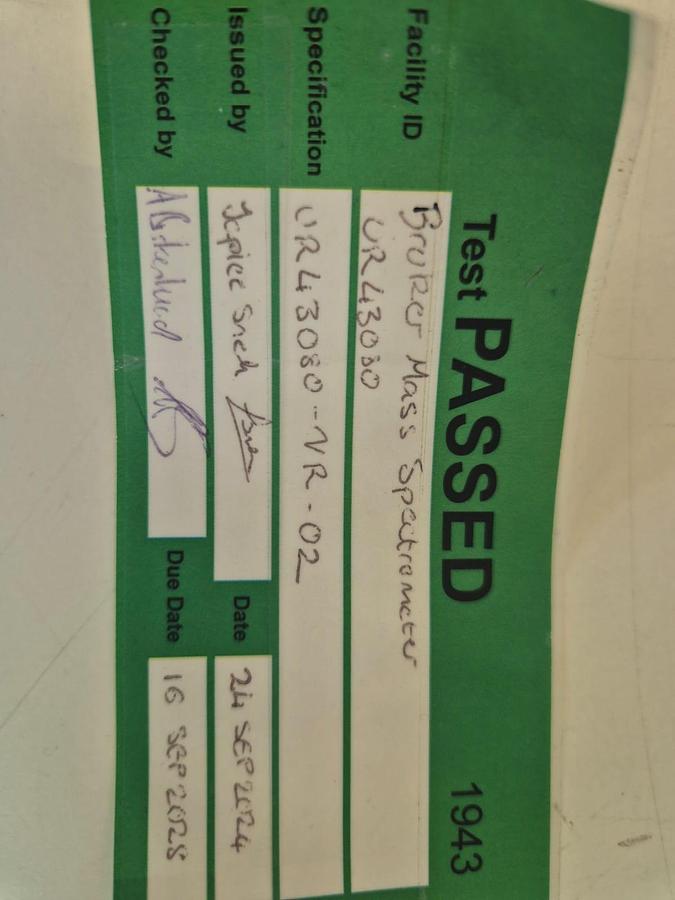 Test PASSED 1943
Facility ID Bruker Mass Spectrometer
UR43080
Specification UR43080-VR-02
Issued by
Date 24 SEP 2024
Checked by
Due Date 16 SEP 2028